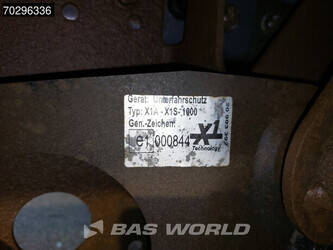 70296336
Gerät: Unterfahrschutz
Typ: X1A - X1S- 1000
Gen.-Zeichen:
e1 000844
X1
Technology
BAS WORLD